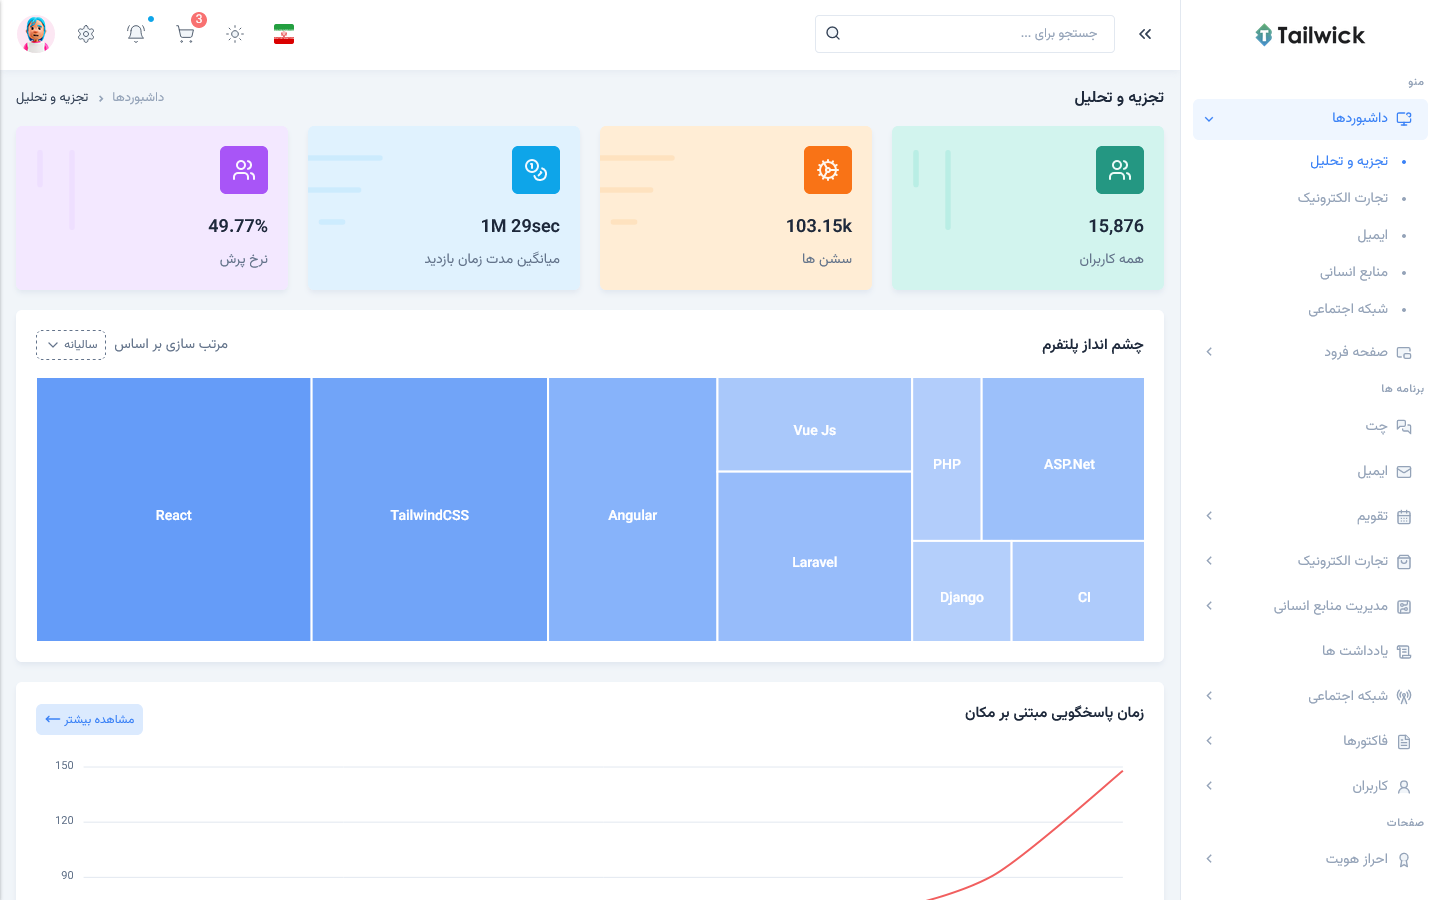 Tailwick
منو
داشبوردها
تجزیه و تحلیل
تجارت الکترونیک
ایمیل
منابع انسانی
شبکه اجتماعی
صفحه فرود
برنامه ها
چت
ایمیل
تقویم
تجارت الکترونیک
مدیریت منابع انسانی
یادداشت ها
شبکه اجتماعی
فاکتورها
کاربران
صفحات
احراز هویت
جستجو برای ...
3
تجزیه و تحلیل
داشبوردها
تجزیه و تحلیل
15,876
همه کاربران
103.15k
سشن ها
1M 29sec
میانگین مدت زمان بازدید
49.77%
نرخ پرش
چشم انداز پلتفرم
مرتب سازی بر اساس
سالیانه
React
TailwindCSS
Angular
Vue Js
Laravel
PHP
ASP.Net
Django
CI
زمان پاسخگویی مبتنی بر مکان
مشاهده بیشتر
150
120
90